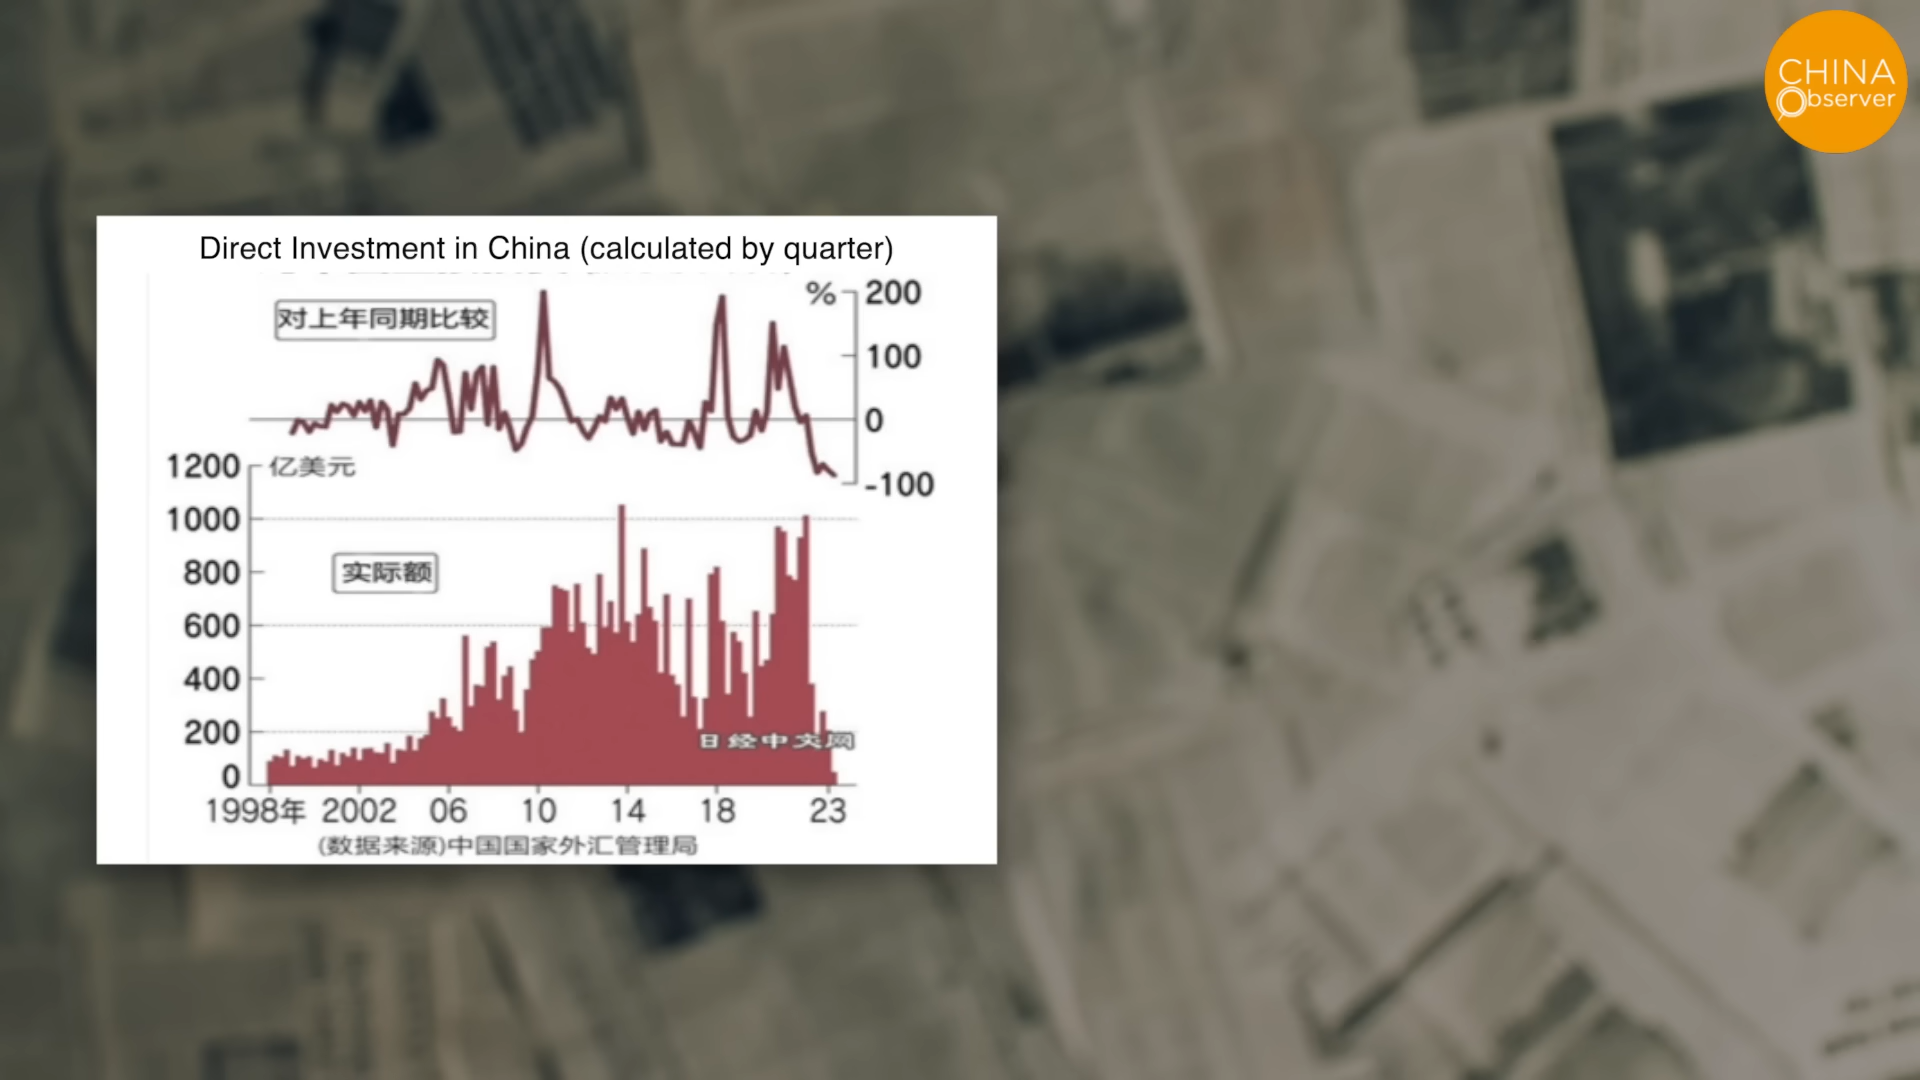 CHINA
Observer
Direct Investment in China (calculated by quarter)
对上年同期比较
% 200
100
0
-100
1200 亿美元
1000
800
600
400
200
0
实际额
日经中文网
1998年 2002 06 10 14 18 23
(数据来源)中国国家外汇管理局